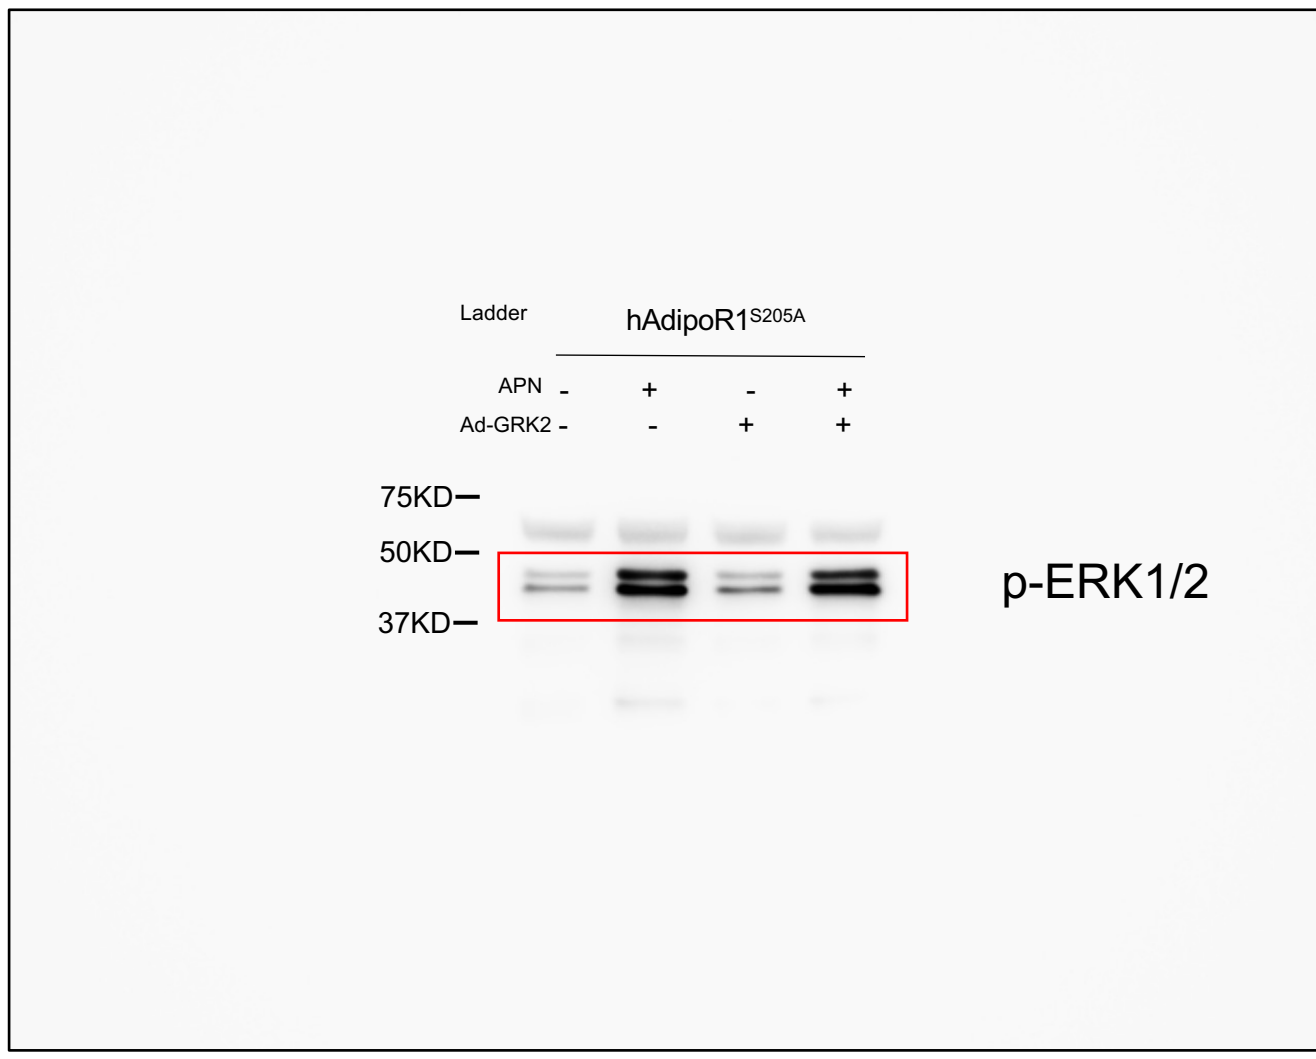 Ladder hAdipoR1S205A
APN - + - +
Ad-GRK2 - - + +
75KD
50KD
p-ERK1/2
37KD